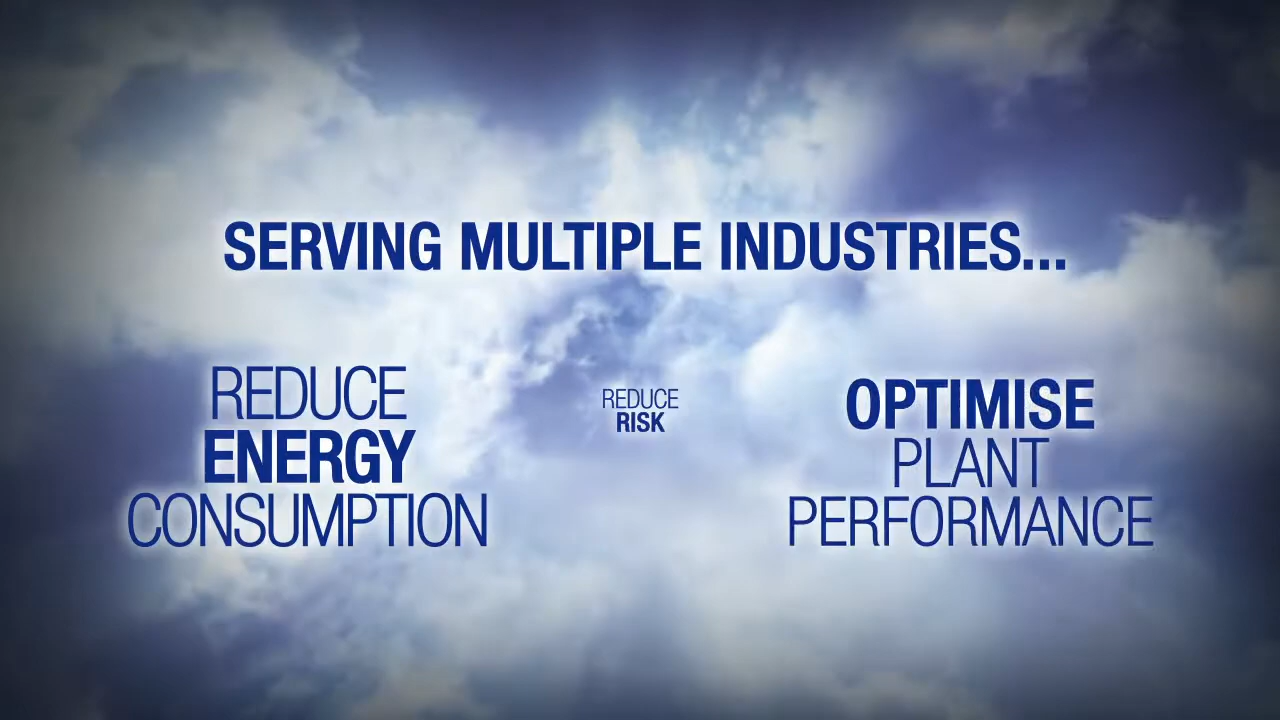 SERVING MULTIPLE INDUSTRIES...
REDUCE
ENERGY
CONSUMPTION
REDUCE
RISK
OPTIMISE
PLANT
PERFORMANCE